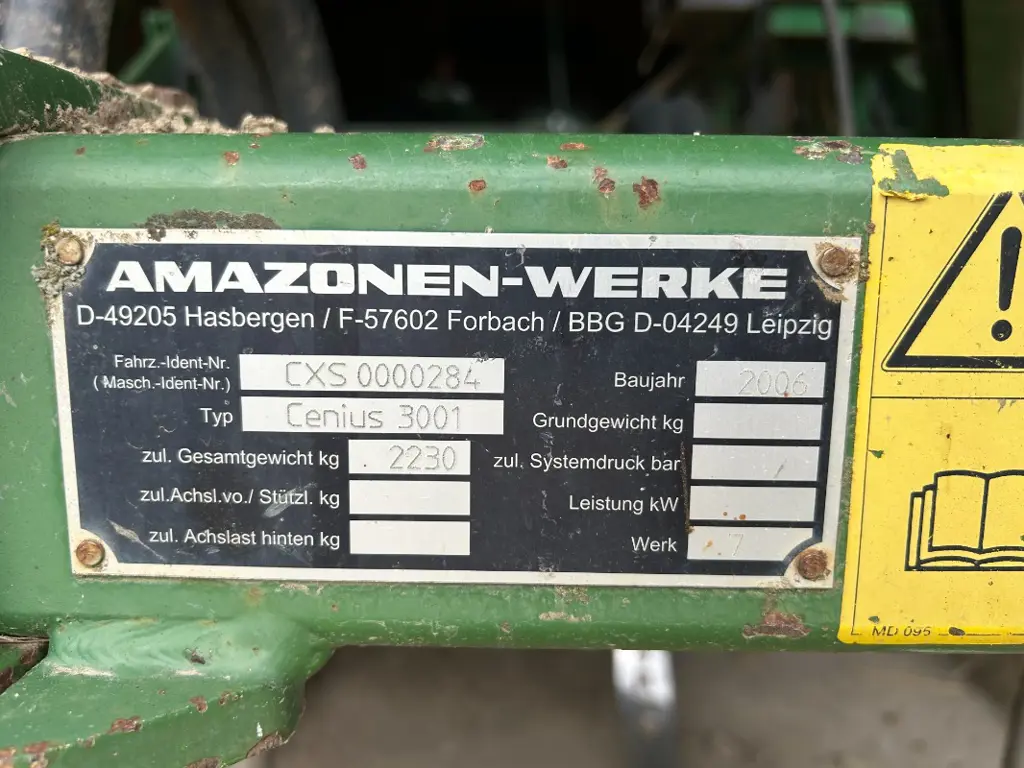 AMAZONEN-WERKE
D-49205 Hasbergen / F-57602 Forbach / BBG D-04249 Leipzig
Fahrz.-Ident-Nr.
( Masch.-Ident-Nr.) CXS 0000284
Baujahr 2006
Typ Cenius 3001
Grundgewicht kg
zul. Gesamtgewicht kg 2230
zul. Systemdruck bar /
zul.Achsl.vo./ Stützl. kg
Leistung kW
zul. Achslast hinten kg
Werk 7
MD 095